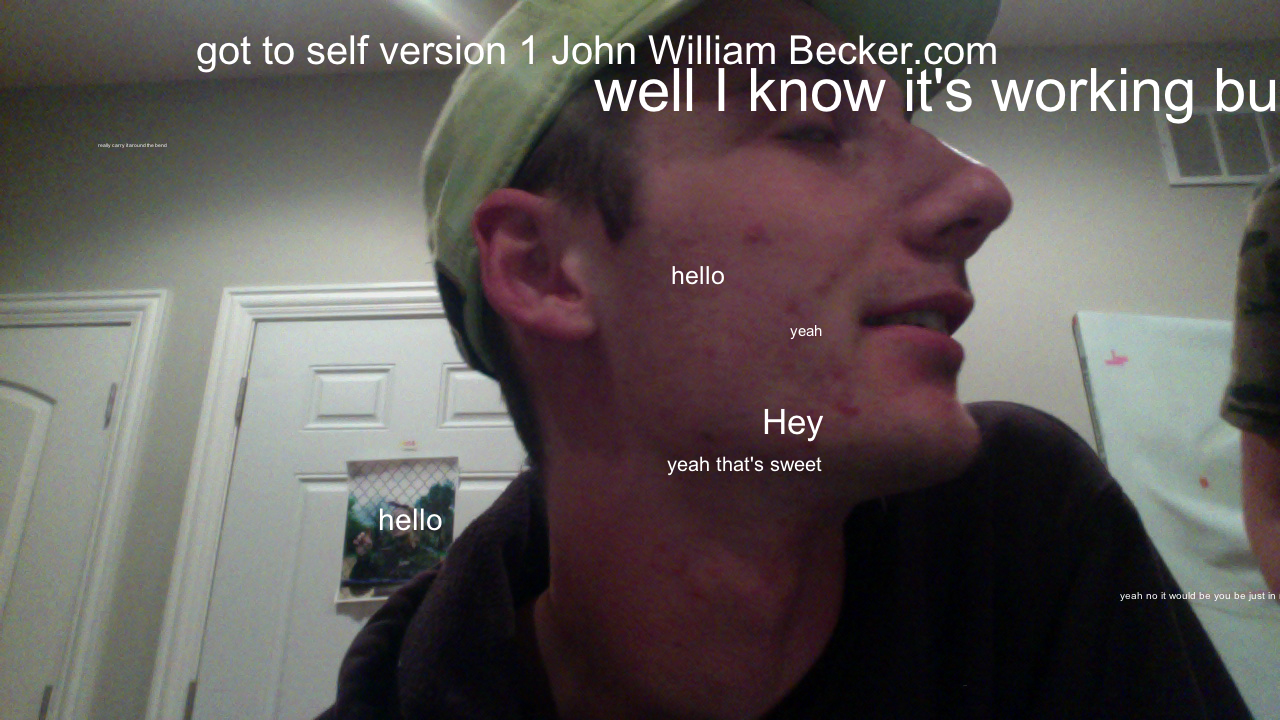 got to self version 1 John William Becker.com
well I know it's working bu
really carry it around the bend
hello
yeah
Hey
yeah that's sweet
hello
yeah no it would be you be just in